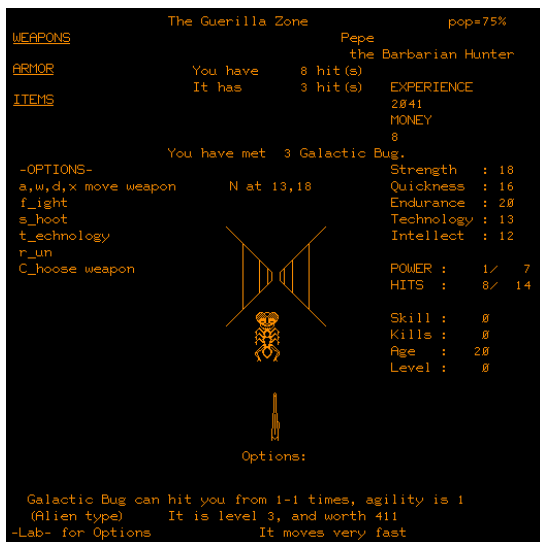 The Guerilla Zone pop=75%
WEAPONS Pepe
the Barbarian Hunter
ARMOR You have 8 hit(s)
It has 3 hit(s) EXPERIENCE
ITEMS 2041
MONEY
8
You have met 3 Galactic Bug.
-OPTIONS- Strength : 18
a,w,d,x move weapon N at 13,18 Quickness : 16
f_ight Endurance : 20
s_hoot Technology : 13
t_echnology Intellect : 12
r_un
C_hoose weapon POWER : 1/ 7
HITS : 8/ 14
Skill : 0
Kills : 0
Age : 20
Level : 0
Options:
Galactic Bug can hit you from 1-1 times, agility is 1
(Alien type) It is level 3, and worth 411
-Lab- for Options It moves very fast